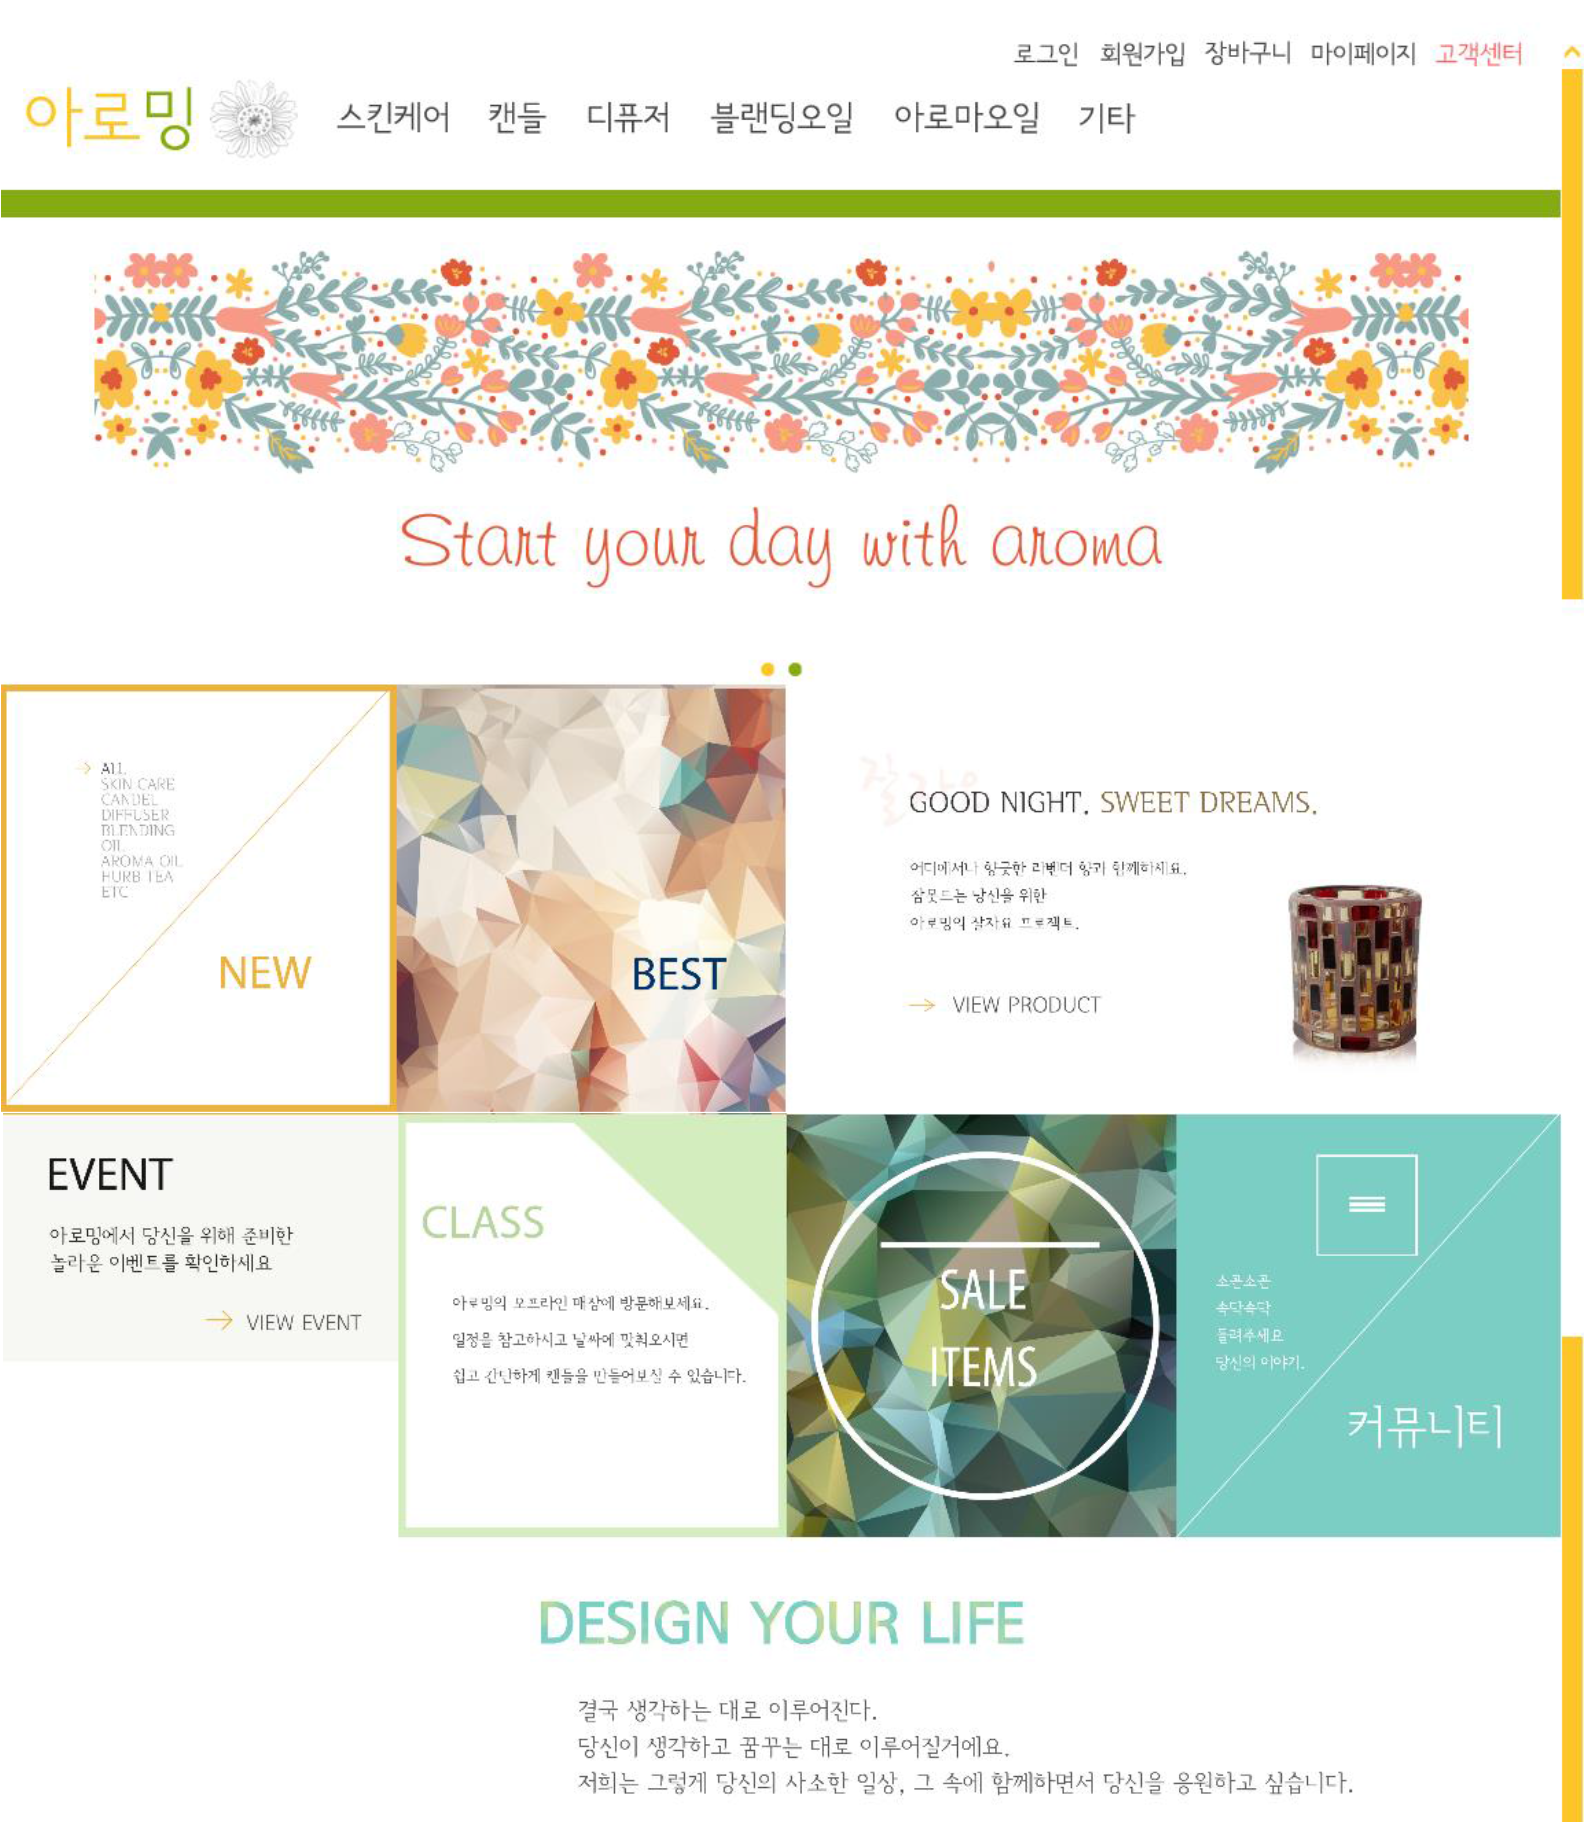 로그인 회원가입 장바구니 마이페이지 고객센터
아로밍 스킨케어 캔들 디퓨저 블랜딩오일 아로마오일 기타
Start your day with aroma
ALL
SKIN CARE
CANDEL
DIFFUSER
BLENDING
OIL
AROMA OIL
HURB TEA
ETC
NEW
BEST
잘자요
GOOD NIGHT. SWEET DREAMS.
어디에서나 향긋한 라벤더 향과 함께하세요.
잠못드는 당신을 위한
아로밍의 잘자요 프로젝트.
VIEW PRODUCT
EVENT
아로밍에서 당신을 위해 준비한
놀라운 이벤트를 확인하세요
VIEW EVENT
CLASS
아로밍의 오프라인 매장에 방문해보세요.
일정을 참고하시고 날짜에 맞춰오시면
쉽고 간단하게 캔들을 만들어보실 수 있습니다.
SALE
ITEMS
소곤소곤
속닥속닥
들려주세요
당신의 이야기.
커뮤니티
DESIGN YOUR LIFE
결국 생각하는 대로 이루어진다.
당신이 생각하고 꿈꾸는 대로 이루어질거에요.
저희는 그렇게 당신의 사소한 일상, 그 속에 함께하면서 당신을 응원하고 싶습니다.